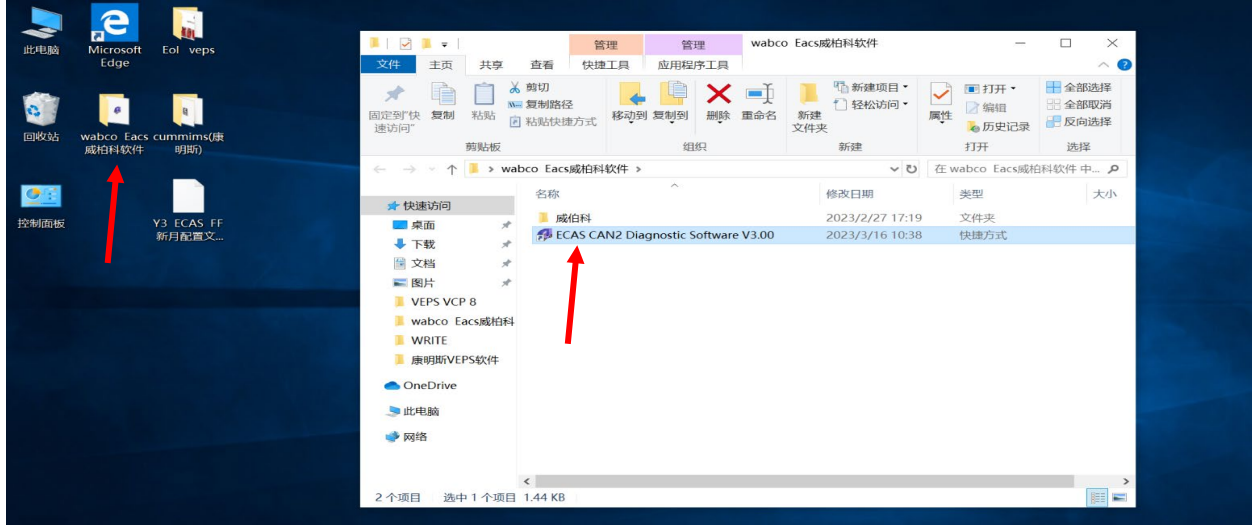 此电脑
Microsoft Edge
Eol veps
回收站
wabco Eacs威柏科软件
cummims(康明斯)
控制面板
Y3 ECAS FF新月配置文...
管理
管理
wabco Eacs威柏科软件
文件
主页
共享
查看
快捷工具
应用程序工具
固定到"快速访问"
复制
粘贴
剪切
复制路径
粘贴快捷方式
剪贴板
移动到
复制到
删除
重命名
组织
新建文件夹
新建项目
轻松访问
新建
属性
打开
编辑
历史记录
打开
全部选择
全部取消
反向选择
选择
wabco Eacs威柏科软件
在 wabco Eacs威柏科软件 中...
名称
修改日期
类型
大小
威伯科
2023/2/27 17:19
文件夹
ECAS CAN2 Diagnostic Software V3.00
2023/3/16 10:38
快捷方式
快速访问
桌面
下载
文档
图片
VEPS VCP 8
wabco Eacs威柏科
WRITE
康明斯VEPS软件
OneDrive
此电脑
网络
2 个项目
选中 1 个项目 1.44 KB